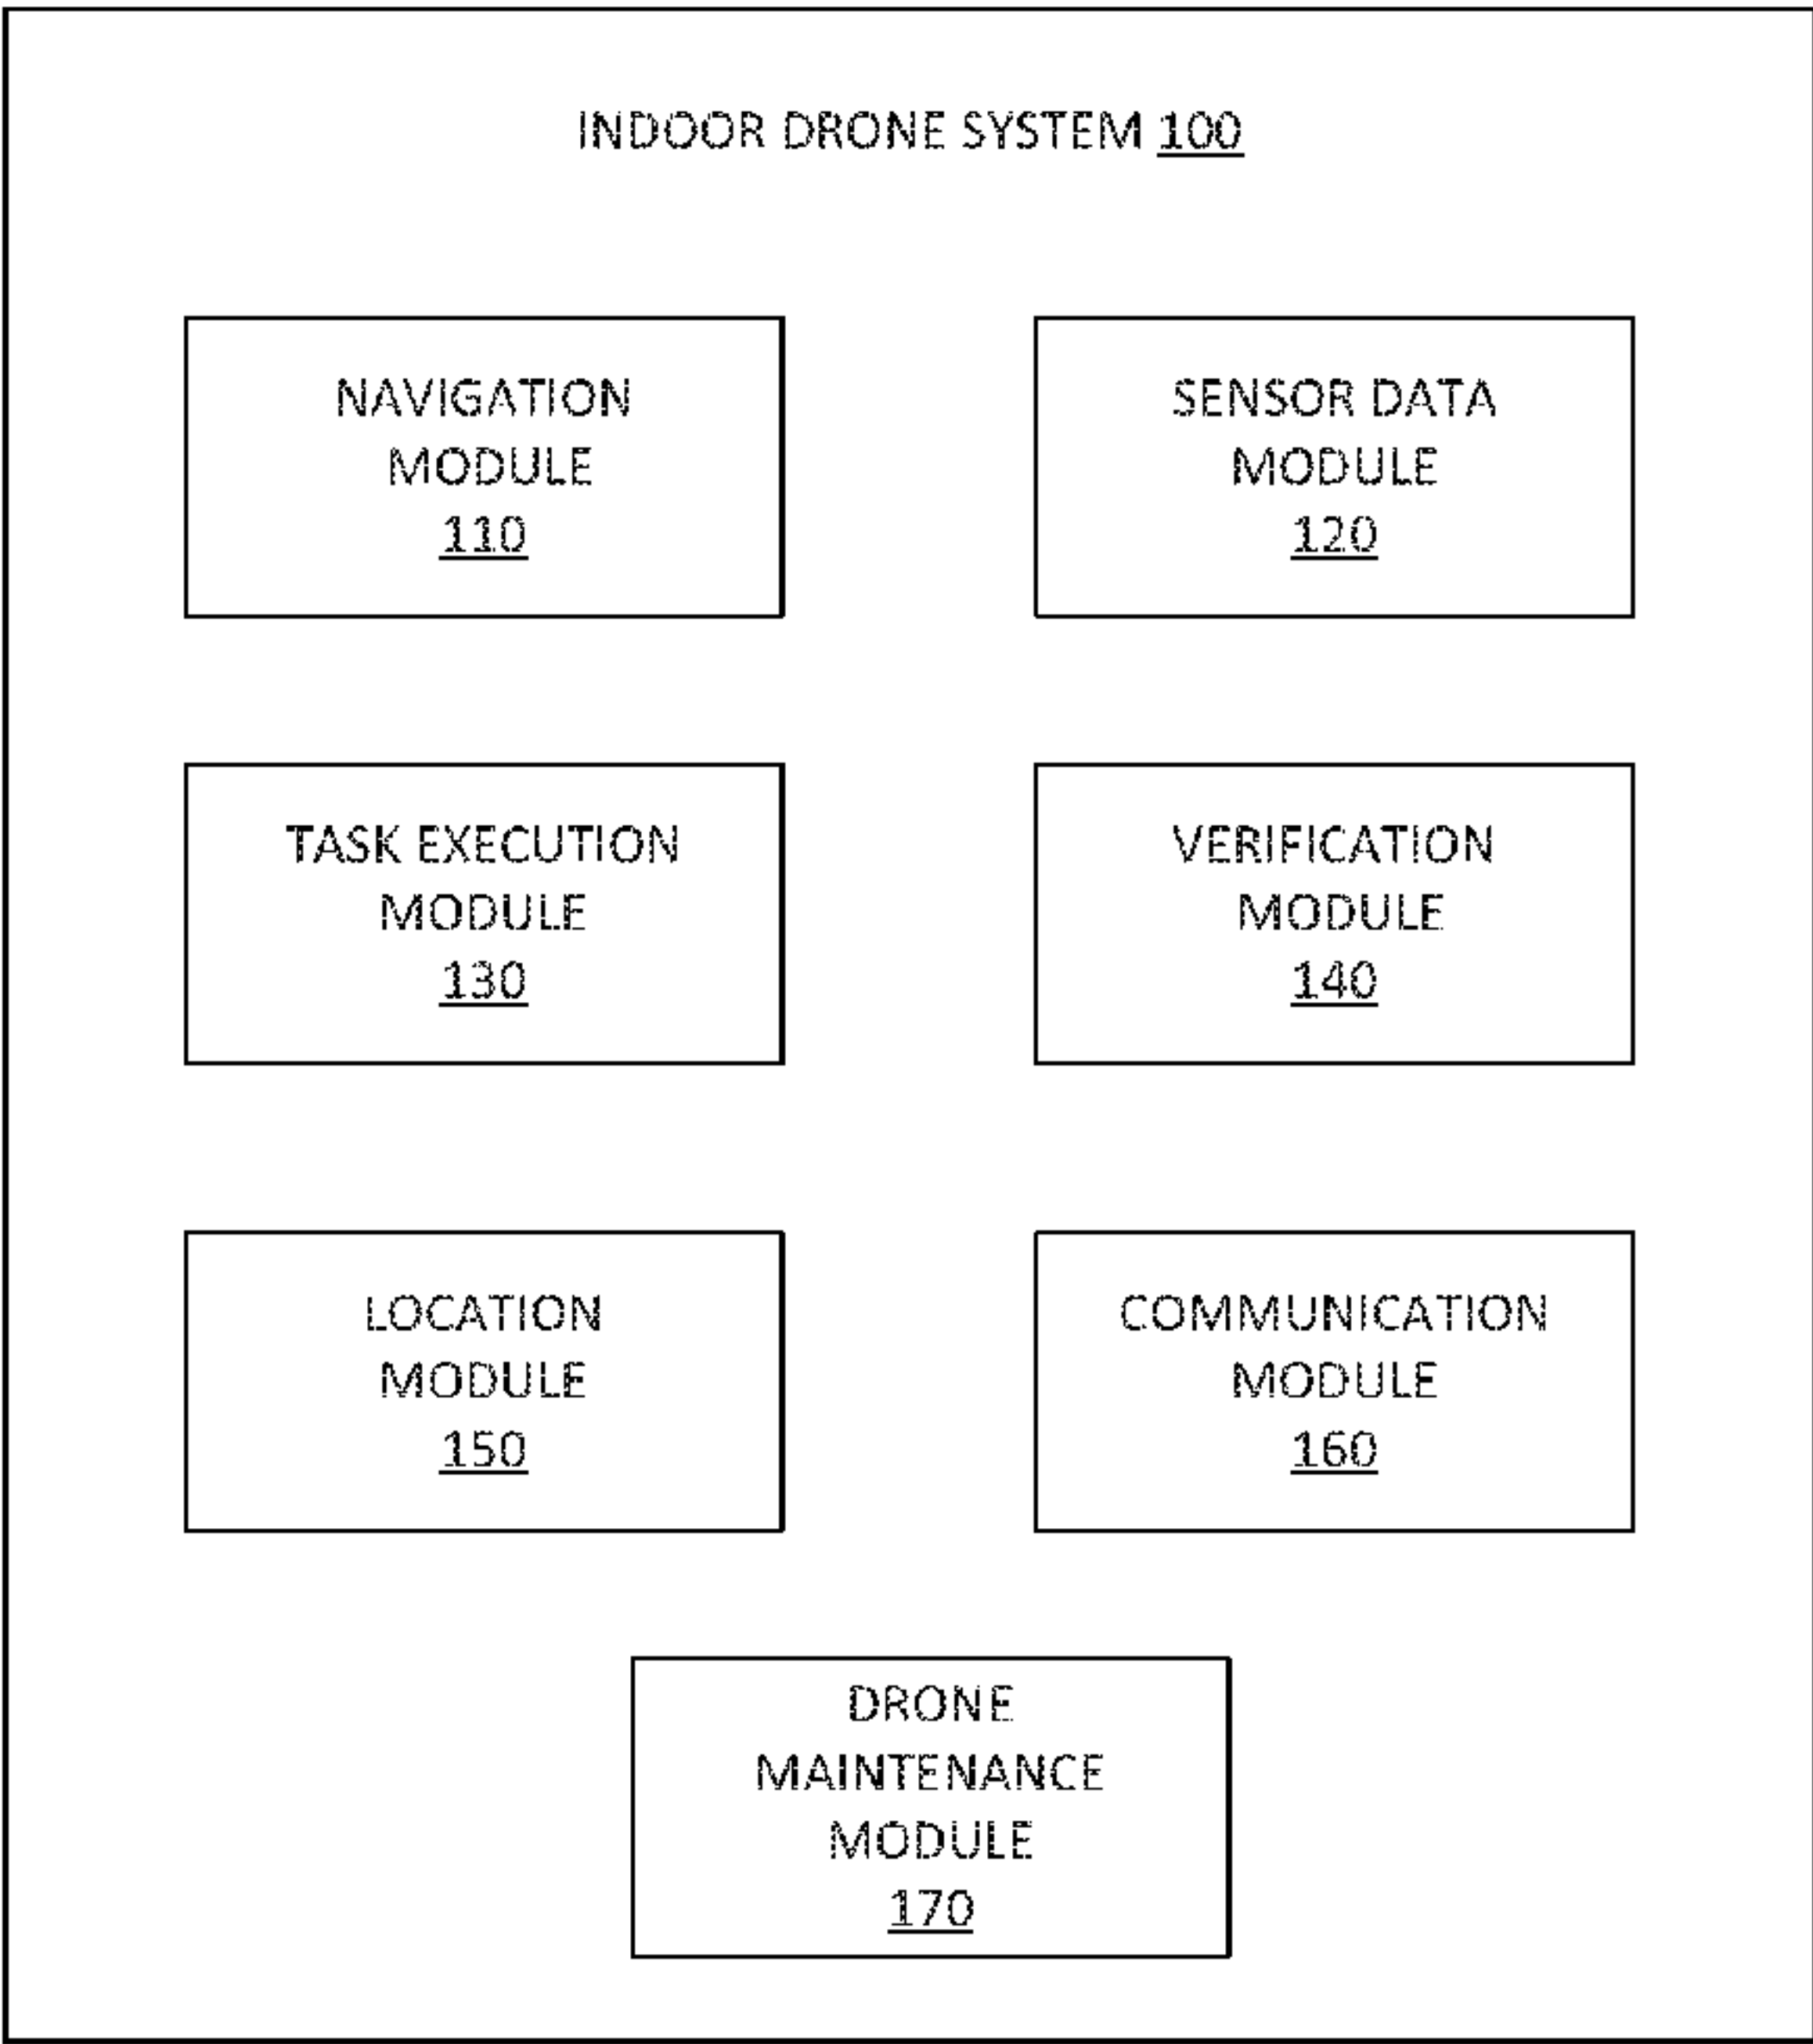 INDOOR DRONE SYSTEM 100
NAVIGATION
MODULE
110
SENSOR DATA
MODULE
120
TASK EXECUTION
MODULE
130
VERIFICATION
MODULE
140
LOCATION
MODULE
150
COMMUNICATION
MODULE
160
DRONE
MAINTENANCE
MODULE
170